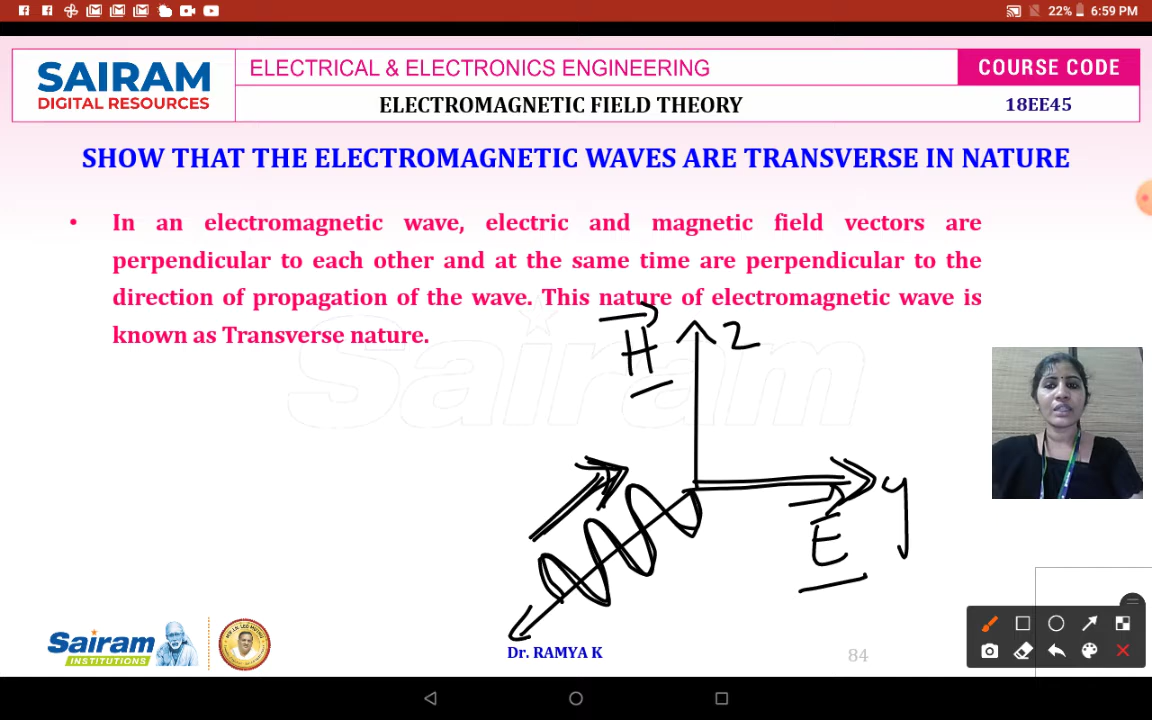 22% 6:59 PM
SAIRAM
DIGITAL RESOURCES
ELECTRICAL & ELECTRONICS ENGINEERING
COURSE CODE
ELECTROMAGNETIC FIELD THEORY
18EE45
SHOW THAT THE ELECTROMAGNETIC WAVES ARE TRANSVERSE IN NATURE
• In an electromagnetic wave, electric and magnetic field vectors are
perpendicular to each other and at the same time are perpendicular to the
direction of propagation of the wave. This nature of electromagnetic wave is
known as Transverse nature.
Sairam
H
z
y
E
Sairam
INSTITUTIONS
Dr. RAMYA K
84